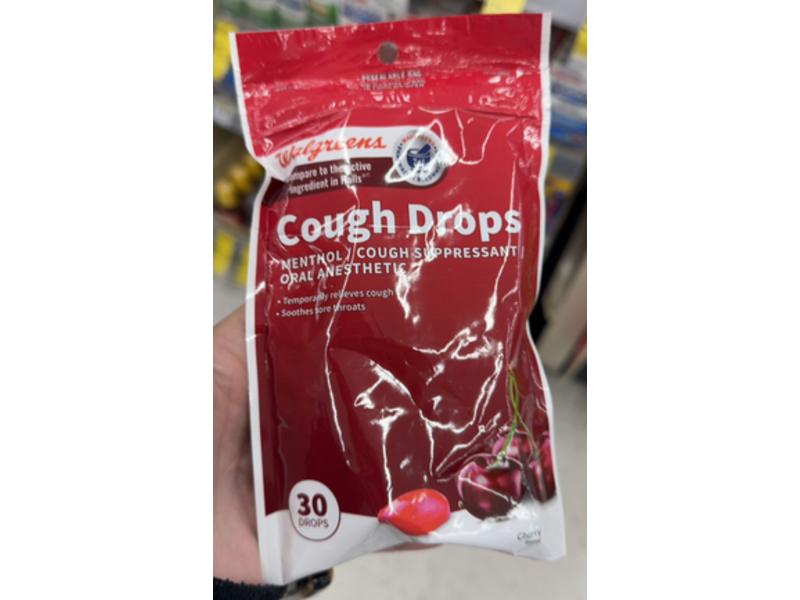 RESEALABLE BAG
Walgreens
Compare to the active
ingredient in Halls®
Cough Drops
MENTHOL / COUGH SUPPRESSANT /
ORAL ANESTHETIC
• Temporarily relieves cough
• Soothes sore throats
30
DROPS
Cherry